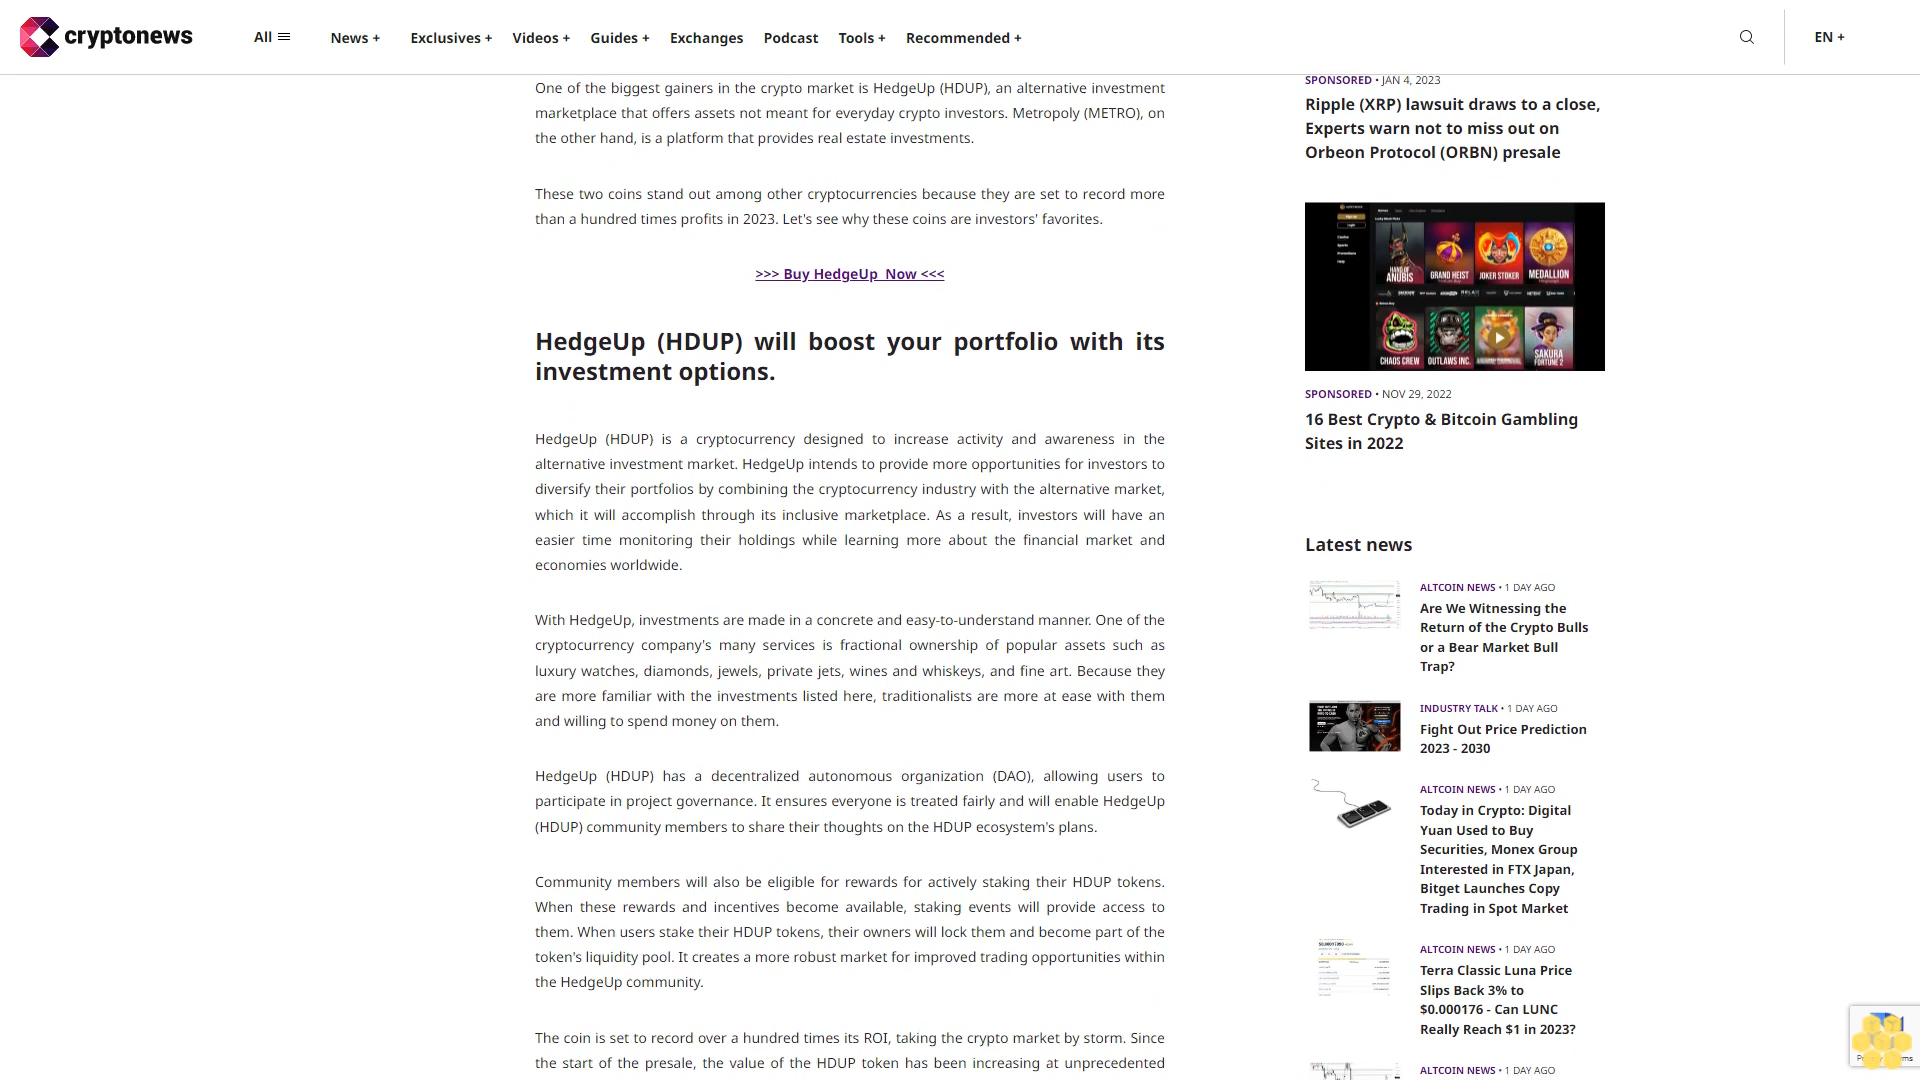 cryptonews
All
News +
Exclusives +
Videos +
Guides +
Exchanges
Podcast
Tools +
Recommended +
EN +
One of the biggest gainers in the crypto market is HedgeUp (HDUP), an alternative investment
marketplace that offers assets not meant for everyday crypto investors. Metropoly (METRO), on
the other hand, is a platform that provides real estate investments.
These two coins stand out among other cryptocurrencies because they are set to record more
than a hundred times profits in 2023. Let's see why these coins are investors' favorites.
>>> Buy HedgeUp Now <<<
HedgeUp (HDUP) will boost your portfolio with its
investment options.
HedgeUp (HDUP) is a cryptocurrency designed to increase activity and awareness in the
alternative investment market. HedgeUp intends to provide more opportunities for investors to
diversify their portfolios by combining the cryptocurrency industry with the alternative market,
which it will accomplish through its inclusive marketplace. As a result, investors will have an
easier time monitoring their holdings while learning more about the financial market and
economies worldwide.
With HedgeUp, investments are made in a concrete and easy-to-understand manner. One of the
cryptocurrency company's many services is fractional ownership of popular assets such as
luxury watches, diamonds, jewels, private jets, wines and whiskeys, and fine art. Because they
are more familiar with the investments listed here, traditionalists are more at ease with them
and willing to spend money on them.
HedgeUp (HDUP) has a decentralized autonomous organization (DAO), allowing users to
participate in project governance. It ensures everyone is treated fairly and will enable HedgeUp
(HDUP) community members to share their thoughts on the HDUP ecosystem's plans.
Community members will also be eligible for rewards for actively staking their HDUP tokens.
When these rewards and incentives become available, staking events will provide access to
them. When users stake their HDUP tokens, their owners will lock them and become part of the
token's liquidity pool. It creates a more robust market for improved trading opportunities within
the HedgeUp community.
The coin is set to record over a hundred times its ROI, taking the crypto market by storm. Since
the start of the presale, the value of the HDUP token has been increasing at unprecedented
SPONSORED • JAN 4, 2023
Ripple (XRP) lawsuit draws to a close,
Experts warn not to miss out on
Orbeon Protocol (ORBN) presale
HAND OF
ANUBIS
GRAND HEIST
JOKER STOKER
MEDALLION
CHAOS CREW
OUTLAWS INC.
SAKURA
FORTUNE 2
SPONSORED • NOV 29, 2022
16 Best Crypto & Bitcoin Gambling
Sites in 2022
Latest news
ALTCOIN NEWS • 1 DAY AGO
Are We Witnessing the
Return of the Crypto Bulls
or a Bear Market Bull
Trap?
INDUSTRY TALK • 1 DAY AGO
Fight Out Price Prediction
2023 - 2030
ALTCOIN NEWS • 1 DAY AGO
Today in Crypto: Digital
Yuan Used to Buy
Securities, Monex Group
Interested in FTX Japan,
Bitget Launches Copy
Trading in Spot Market
ALTCOIN NEWS • 1 DAY AGO
Terra Classic Luna Price
Slips Back 3% to
$0.000176 - Can LUNC
Really Reach $1 in 2023?
ALTCOIN NEWS • 1 DAY AGO